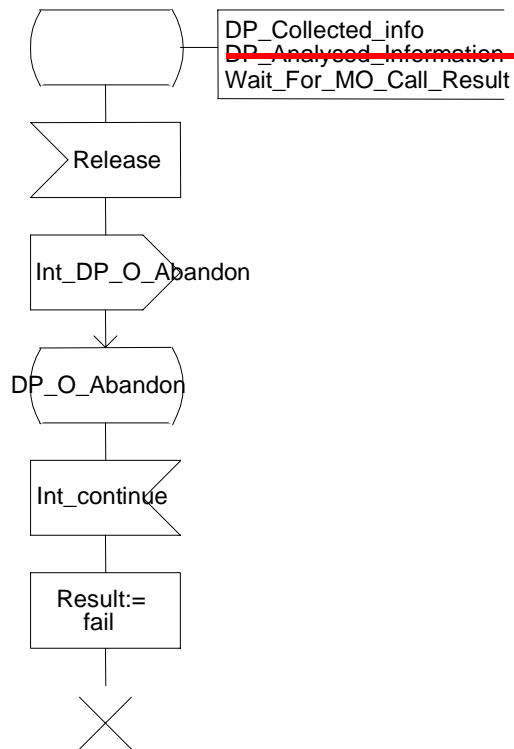 DP_Collected_info
DP_Analysed_Information
Wait_For_MO_Call_Result
Release
Int_DP_O_Abandon
DP_O_Abandon
Int_continue
Result:=
fail